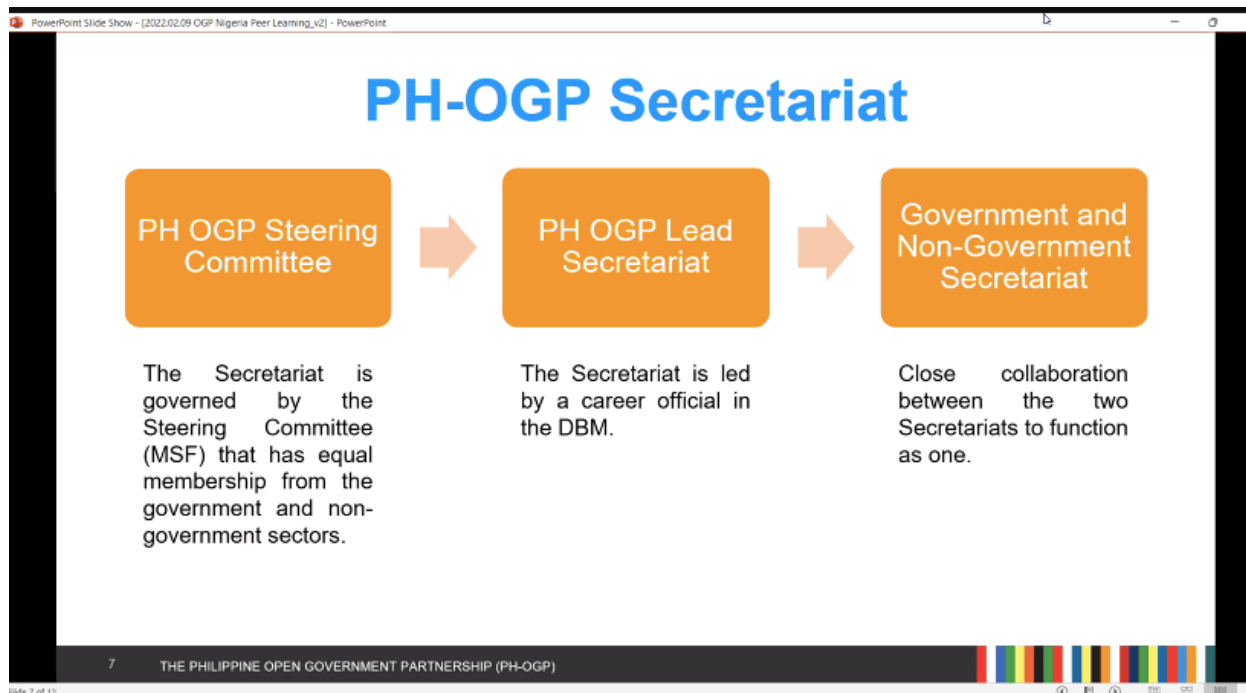 PowerPoint Slide Show - [2022.02.09 OGP Nigeria Peer Learning_v2] - PowerPoint
PH-OGP Secretariat
PH OGP Steering
Committee
PH OGP Lead
Secretariat
Government and
Non-Government
Secretariat
The Secretariat is
governed by the
Steering Committee
(MSF) that has equal
membership from the
government and non-
government sectors.
The Secretariat is led
by a career official in
the DBM.
Close collaboration
between the two
Secretariats to function
as one.
7 THE PHILIPPINE OPEN GOVERNMENT PARTNERSHIP (PH-OGP)
Slide 7 of